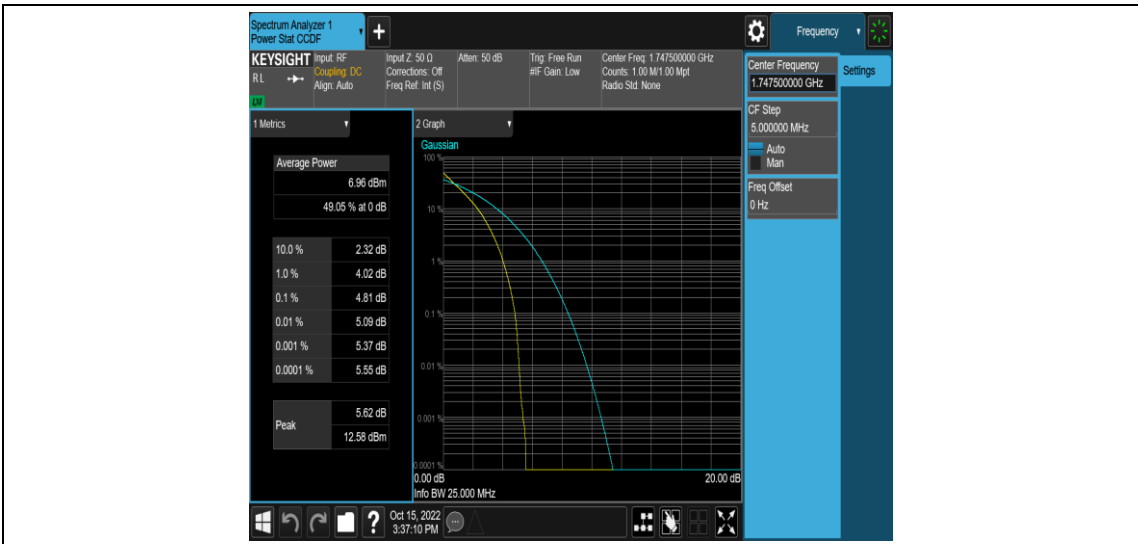 Spectrum Analyzer 1
Power Stat CCDF
+
Frequency
KEYSIGHT
RL
LXI
Input: RF
Coupling: DC
Align: Auto
Input Z: 50 Ω
Corrections: Off
Freq Ref: Int (S)
Atten: 50 dB
Trig: Free Run
#IF Gain: Low
Center Freq: 1.747500000 GHz
Counts: 1.00 M/1.00 Mpt
Radio Std: None
Center Frequency
1.747500000 GHz
Settings
CF Step
5.000000 MHz
Auto
Man
Freq Offset
0 Hz
1 Metrics
Average Power
6.96 dBm
49.05 % at 0 dB
10.0 % 2.32 dB
1.0 % 4.02 dB
0.1 % 4.81 dB
0.01 % 5.09 dB
0.001 % 5.37 dB
0.0001 % 5.55 dB
Peak
5.62 dB
12.58 dBm
2 Graph
Gaussian
100 %
10 %
1 %
0.1 %
0.01 %
0.001 %
0.0001 %
0.00 dB 20.00 dB
Info BW 25.000 MHz
?
Oct 15, 2022
3:37:10 PM